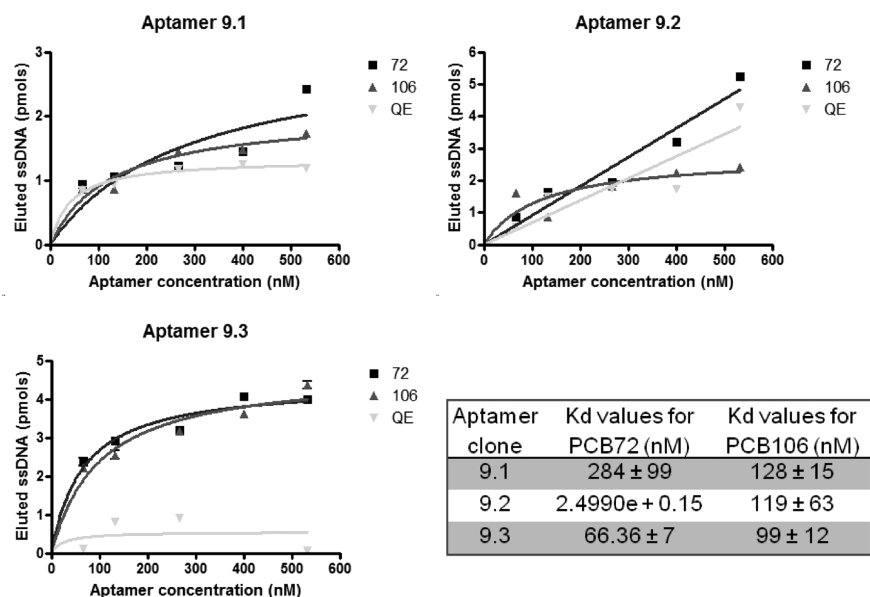 Aptamer 9.1
3
2
1
0
0 100 200 300 400 500 600
Eluted ssDNA (pmols)
Aptamer concentration (nM)
72
106
QE
Aptamer 9.2
6
5
4
3
2
1
0
0 100 200 300 400 500 600
Eluted ssDNA (pmols)
Aptamer concentration (nM)
72
106
QE
Aptamer 9.3
5
4
3
2
1
0
0 100 200 300 400 500 600
Eluted ssDNA (pmols)
Aptamer concentration (nM)
72
106
QE
Aptamer Kd values for Kd values for
clone PCB72 (nM) PCB106 (nM)
9.1 284 ± 99 128 ± 15
9.2 2.4990e + 0.15 119 ± 63
9.3 66.36 ± 7 99 ± 12